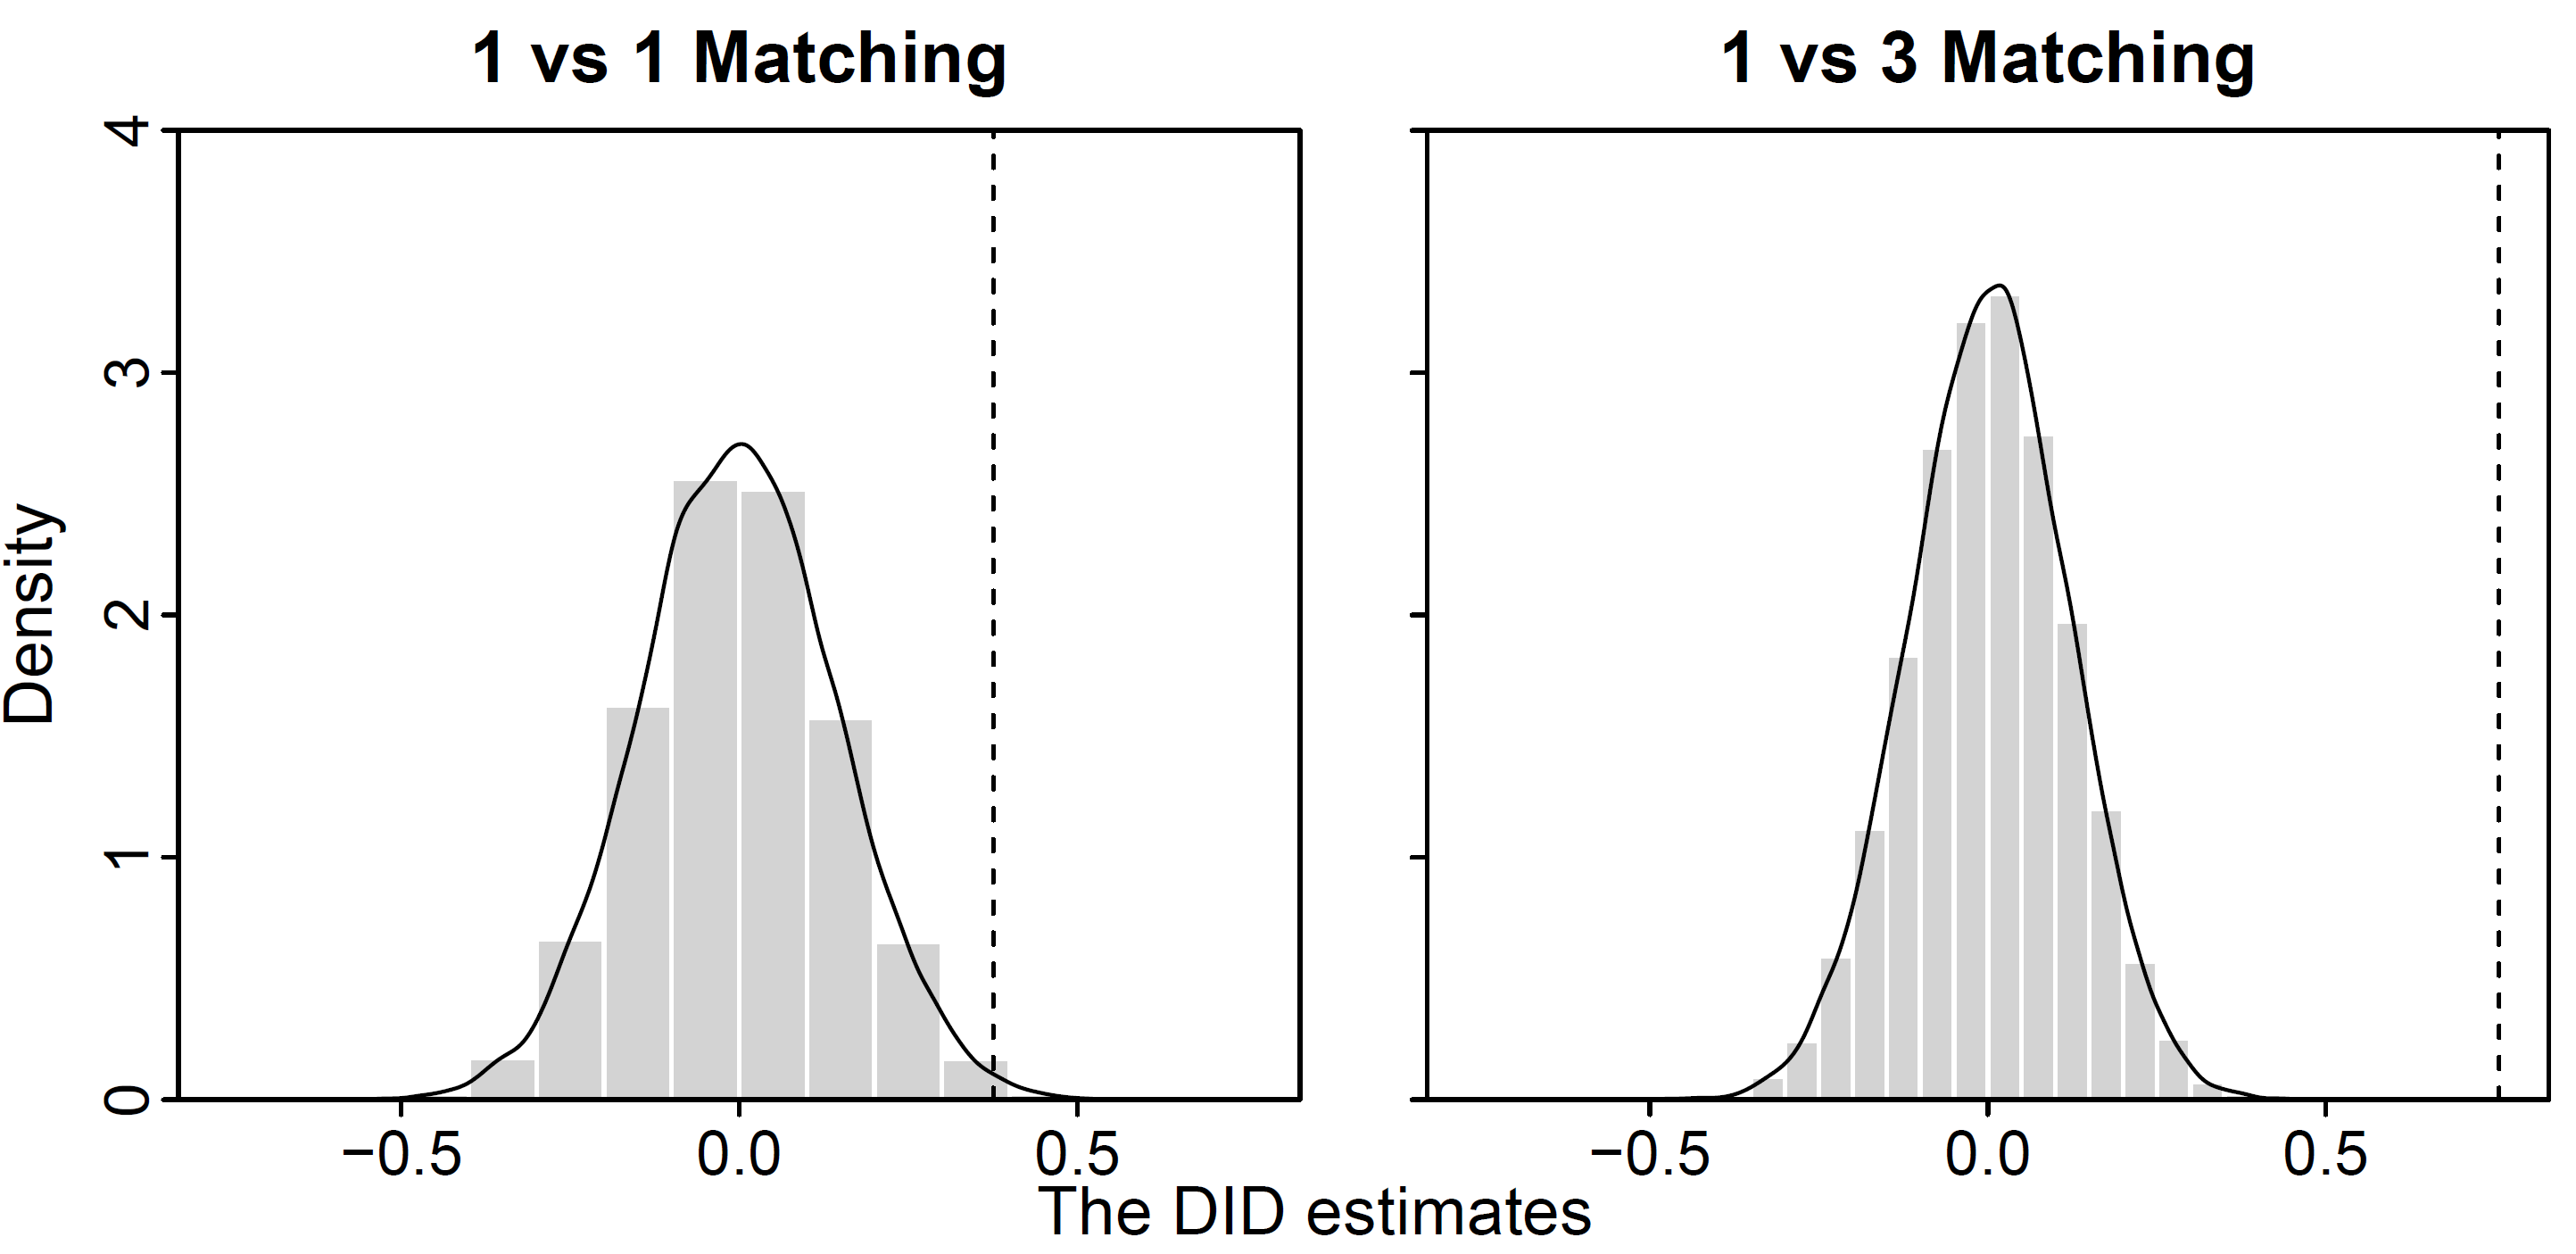 1 vs 1 Matching
1 vs 3 Matching
Density
4
3
2
1
0
−0.5 0.0 0.5
−0.5 0.0 0.5
The DID estimates